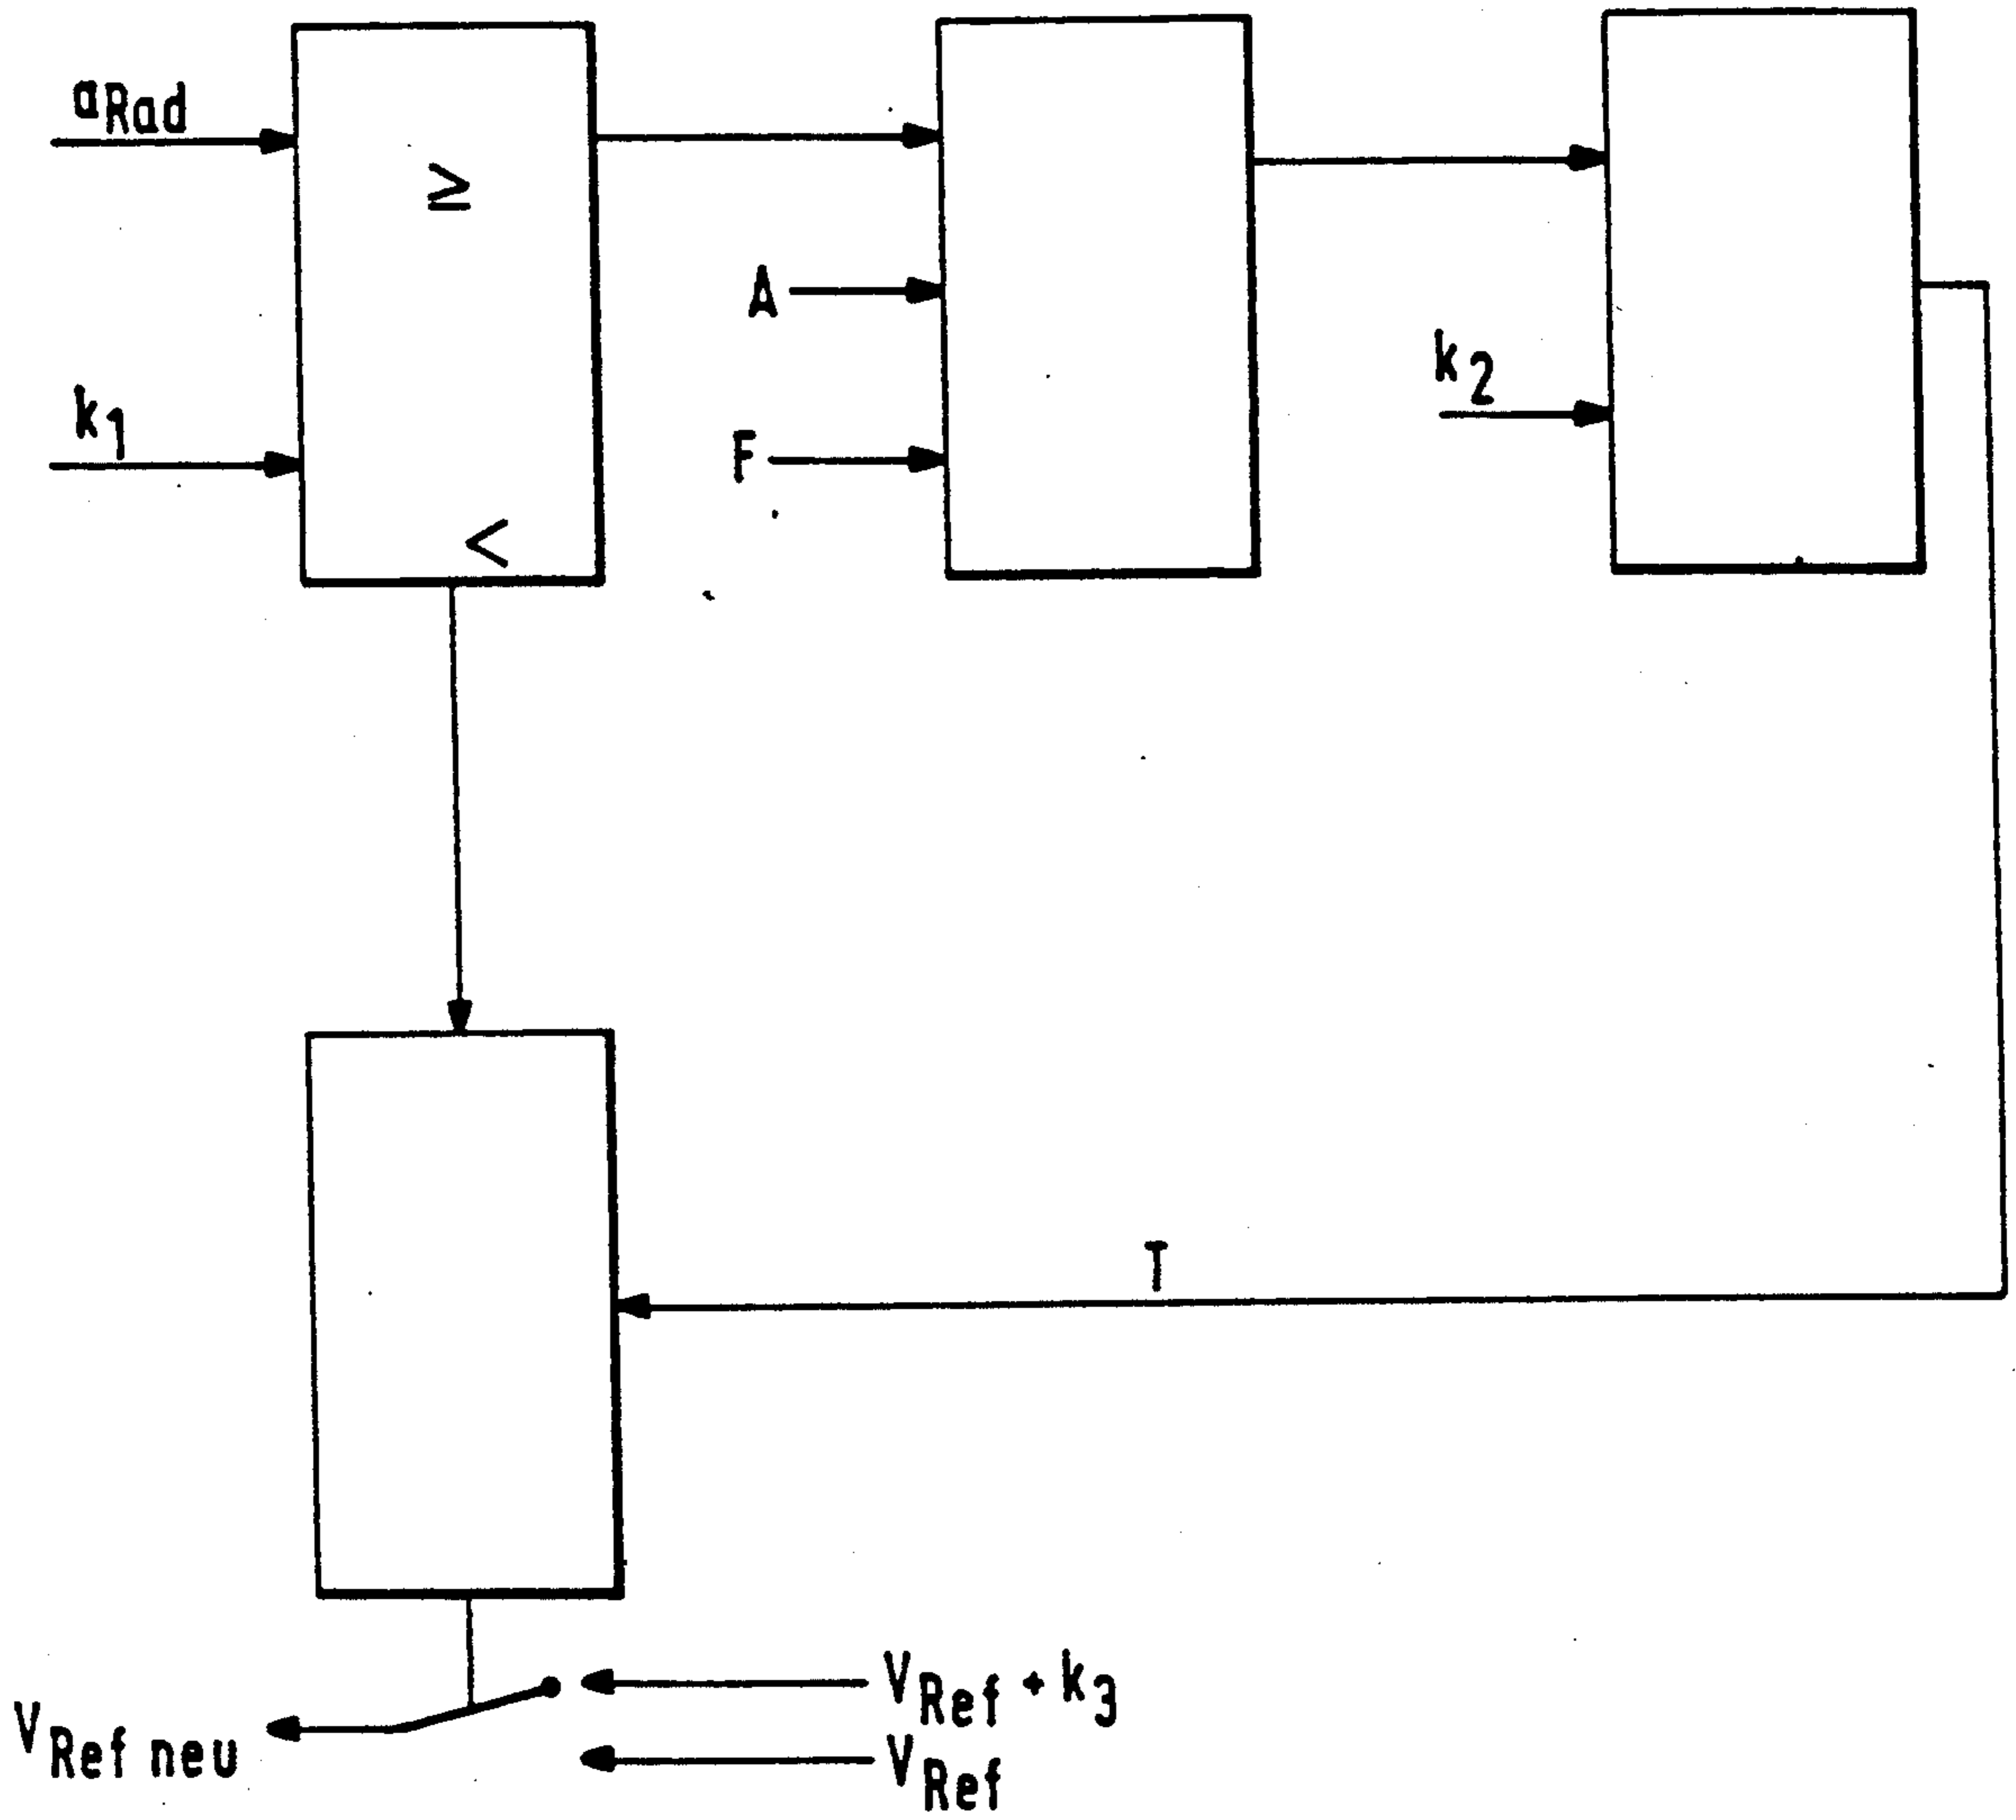 aRad
≥
A
k2
k1
F
<
T
VRef + k3
VRef neu
VRef